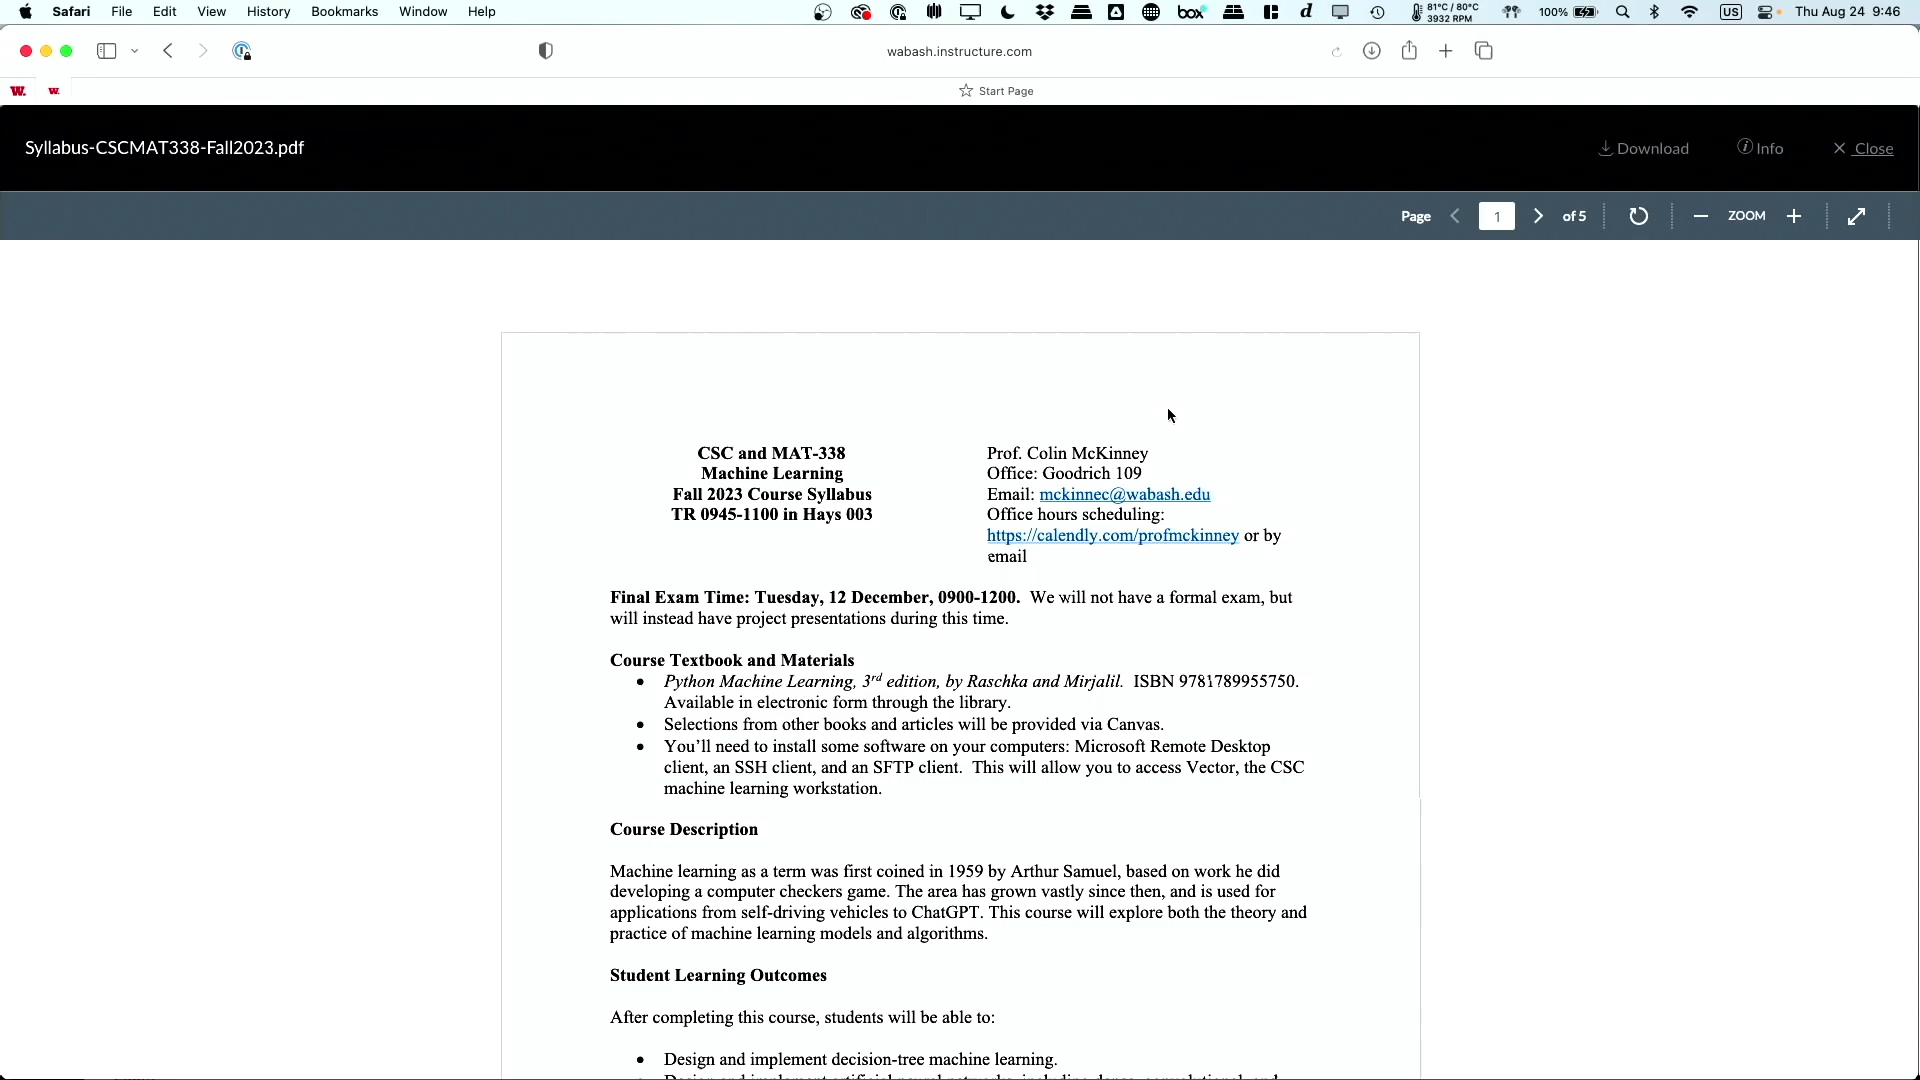 Safari File Edit View History Bookmarks Window Help
box d 81°C / 80°C 3932 RPM 100% US Thu Aug 24 9:46
wabash.instructure.com
W. W. Start Page
Syllabus-CSCMAT338-Fall2023.pdf
Download Info Close
Page 1 of 5 ZOOM
CSC and MAT-338
Machine Learning
Fall 2023 Course Syllabus
TR 0945-1100 in Hays 003
Prof. Colin McKinney
Office: Goodrich 109
Email: mckinnec@wabash.edu
Office hours scheduling:
https://calendly.com/profmckinney or by
email
Final Exam Time: Tuesday, 12 December, 0900-1200. We will not have a formal exam, but
will instead have project presentations during this time.
Course Textbook and Materials
• Python Machine Learning, 3rd edition, by Raschka and Mirjalil. ISBN 9781789955750.
Available in electronic form through the library.
• Selections from other books and articles will be provided via Canvas.
• You’ll need to install some software on your computers: Microsoft Remote Desktop
client, an SSH client, and an SFTP client. This will allow you to access Vector, the CSC
machine learning workstation.
Course Description
Machine learning as a term was first coined in 1959 by Arthur Samuel, based on work he did
developing a computer checkers game. The area has grown vastly since then, and is used for
applications from self-driving vehicles to ChatGPT. This course will explore both the theory and
practice of machine learning models and algorithms.
Student Learning Outcomes
After completing this course, students will be able to:
• Design and implement decision-tree machine learning.